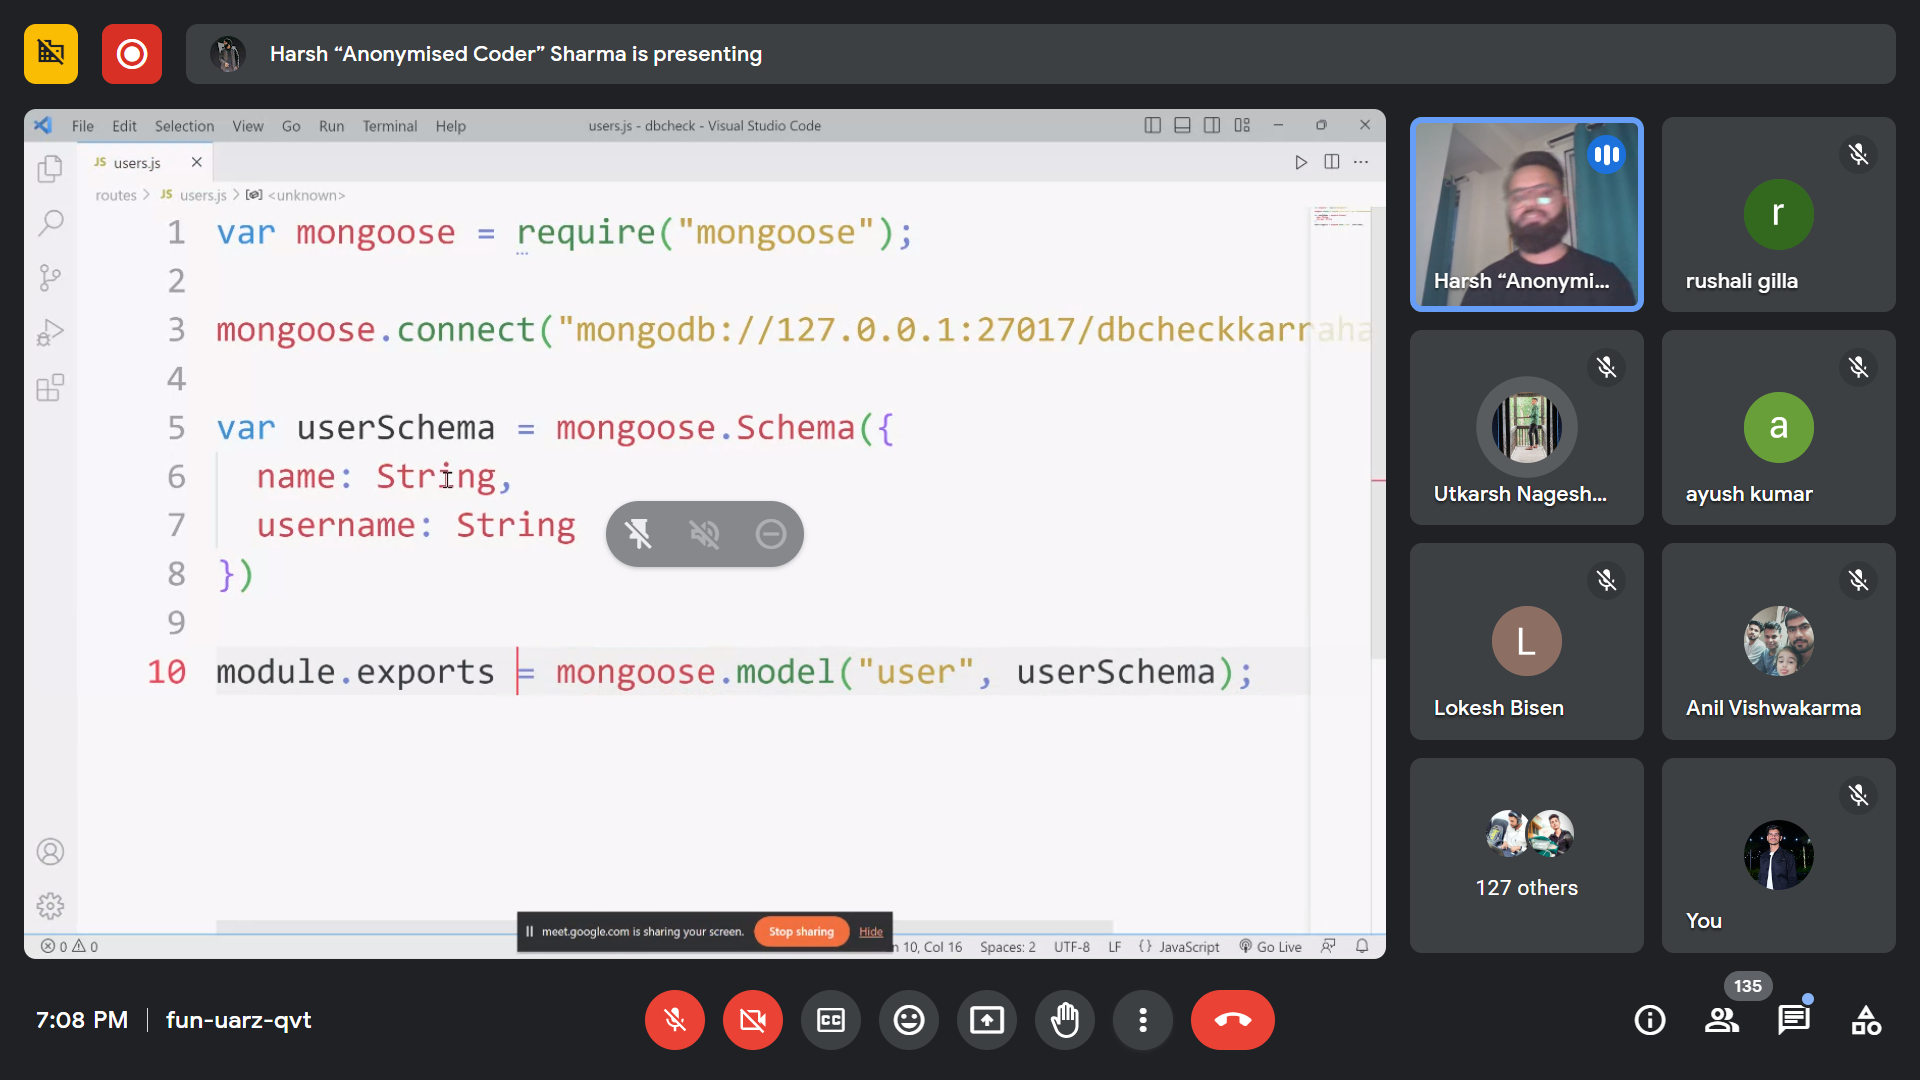 Harsh “Anonymised Coder” Sharma is presenting
File Edit Selection View Go Run Terminal Help
users.js - dbcheck - Visual Studio Code
JS users.js
routes > JS users.js > <unknown>
1 var mongoose = require("mongoose");
2
3 mongoose.connect("mongodb://127.0.0.1:27017/dbcheckkarraha
4
5 var userSchema = mongoose.Schema({
6 name: String,
7 username: String
8 })
9
10 module.exports = mongoose.model("user", userSchema);
meet.google.com is sharing your screen. Stop sharing Hide
0 0
10, Col 16 Spaces: 2 UTF-8 LF {} JavaScript Go Live
Harsh “Anonymi...
r
rushali gilla
Utkarsh Nagesh...
a
ayush kumar
L
Lokesh Bisen
Anil Vishwakarma
127 others
You
7:08 PM fun-uarz-qvt
CC
135